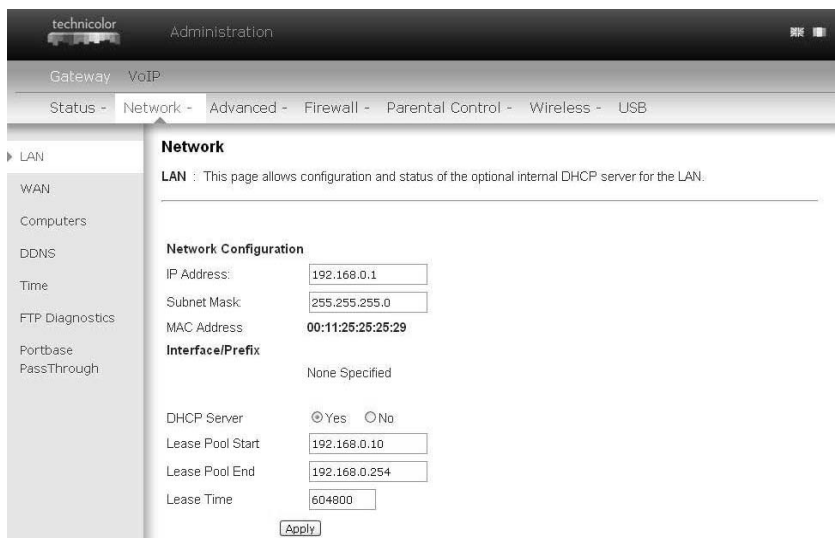 technicolor
Administration
Gateway VoIP
Status - Network - Advanced - Firewall - Parental Control - Wireless - USB
LAN
WAN
Computers
DDNS
Time
FTP Diagnostics
Portbase
PassThrough
Network
LAN : This page allows configuration and status of the optional internal DHCP server for the LAN.
Network Configuration
IP Address: 192.168.0.1
Subnet Mask: 255.255.255.0
MAC Address 00:11:25:25:25:29
Interface/Prefix
None Specified
DHCP Server Yes No
Lease Pool Start 192.168.0.10
Lease Pool End 192.168.0.254
Lease Time 604800
Apply